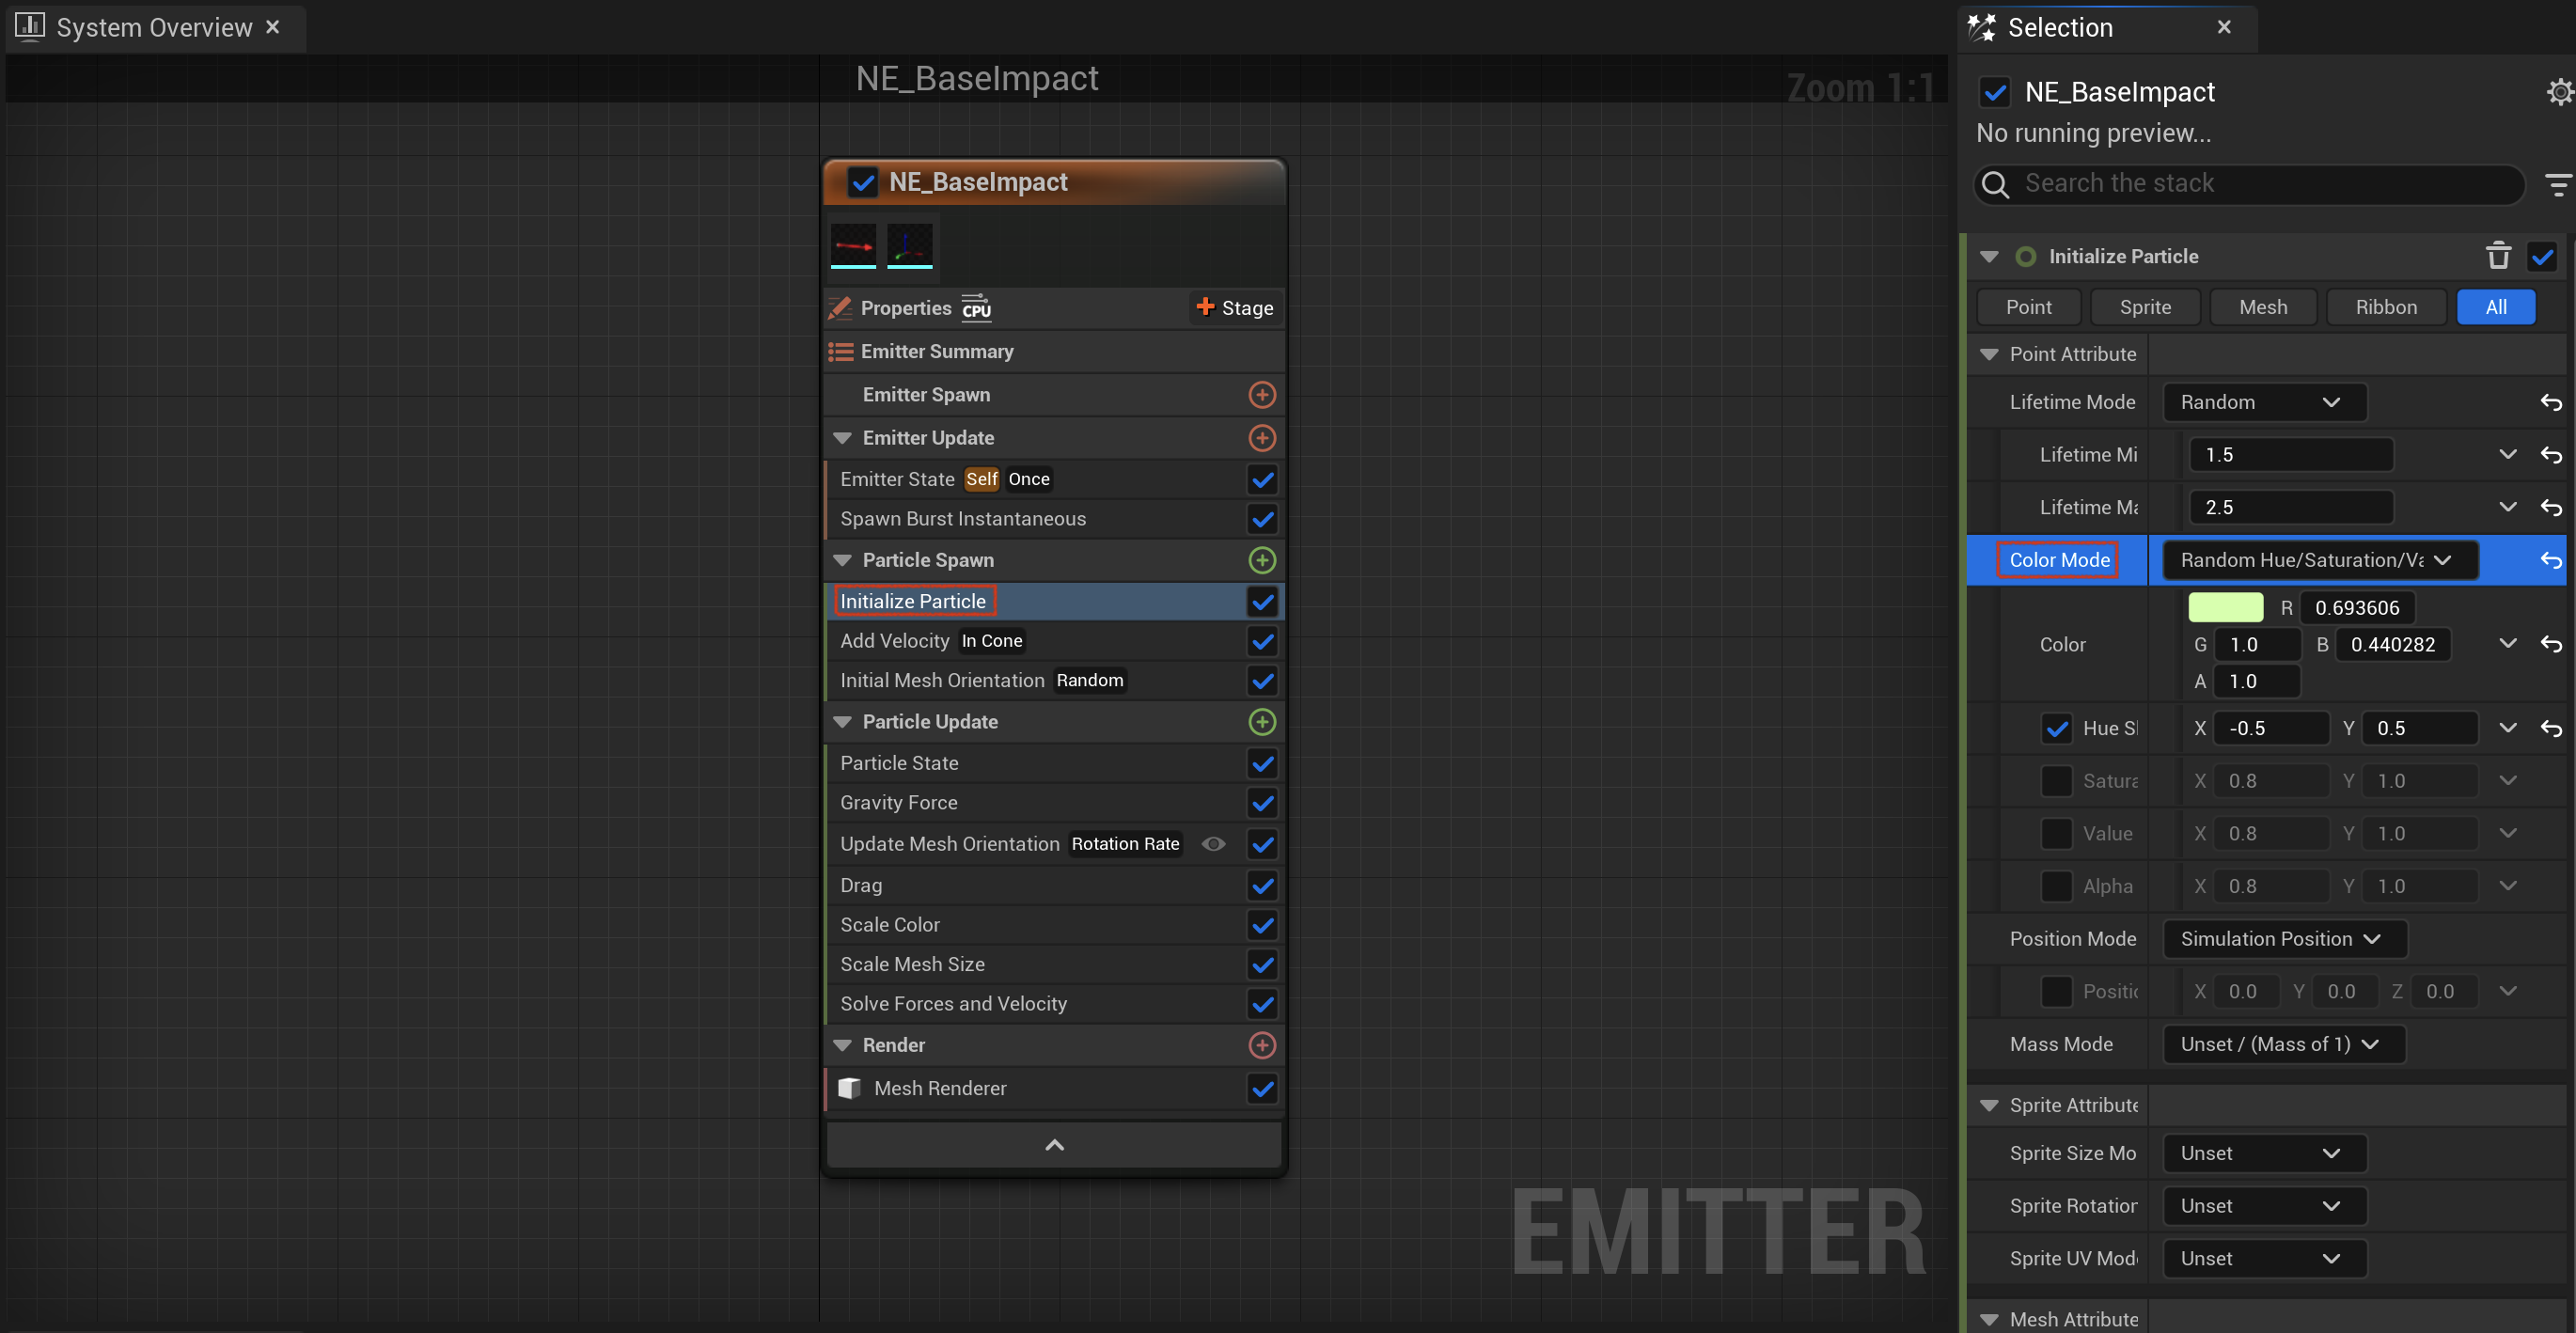 System Overview
NE_BaseImpact
Zoom 1:1
NE_BaseImpact
Properties CPU Stage
Emitter Summary
Emitter Spawn
Emitter Update
Emitter State Self Once
Spawn Burst Instantaneous
Particle Spawn
Initialize Particle
Add Velocity In Cone
Initial Mesh Orientation Random
Particle Update
Particle State
Gravity Force
Update Mesh Orientation Rotation Rate
Drag
Scale Color
Scale Mesh Size
Solve Forces and Velocity
Render
Mesh Renderer
EMITTER
Selection
NE_BaseImpact
No running preview...
Search the stack
Initialize Particle
Point Sprite Mesh Ribbon All
Point Attribute
Lifetime Mode Random
Lifetime Mi 1.5
Lifetime Ma 2.5
Color Mode Random Hue/Saturation/Va
Color R 0.693606
G 1.0 B 0.440282
A 1.0
Hue S X -0.5 Y 0.5
Satura X 0.8 Y 1.0
Value X 0.8 Y 1.0
Alpha X 0.8 Y 1.0
Position Mode Simulation Position
Positic X 0.0 Y 0.0 Z 0.0
Mass Mode Unset / (Mass of 1)
Sprite Attribute
Sprite Size Mo Unset
Sprite Rotation Unset
Sprite UV Mode Unset
Mesh Attribute